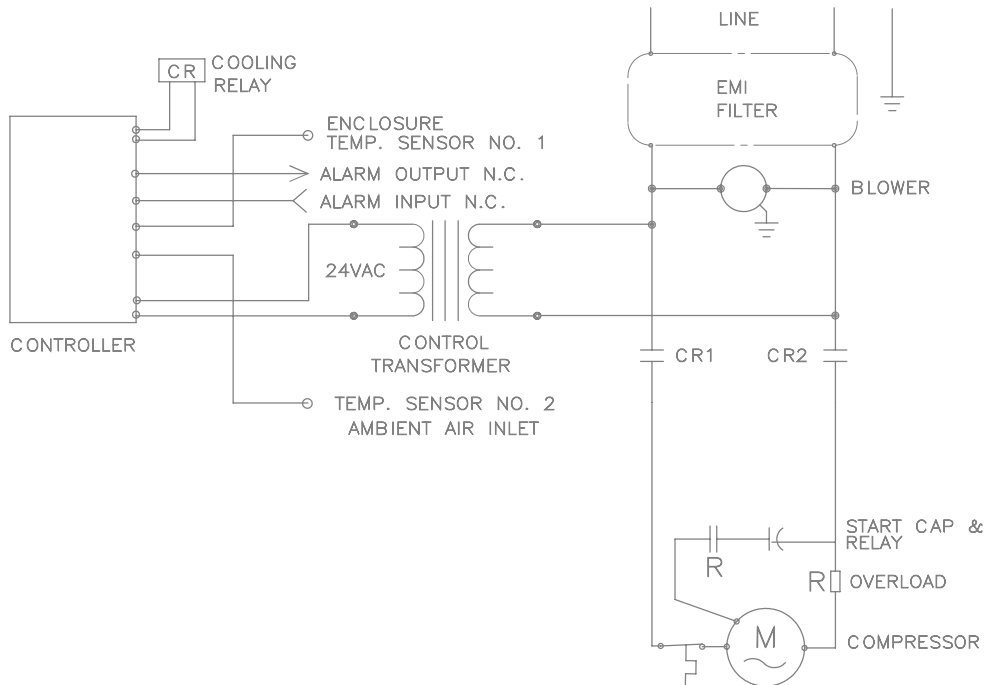 LINE
CR
COOLING
RELAY
EMI
FILTER
ENCLOSURE
TEMP. SENSOR NO. 1
ALARM OUTPUT N.C.
ALARM INPUT N.C.
BLOWER
24VAC
CONTROLLER
CONTROL
TRANSFORMER
CR1
CR2
TEMP. SENSOR NO. 2
AMBIENT AIR INLET
START CAP &
RELAY
R
R
OVERLOAD
M
COMPRESSOR